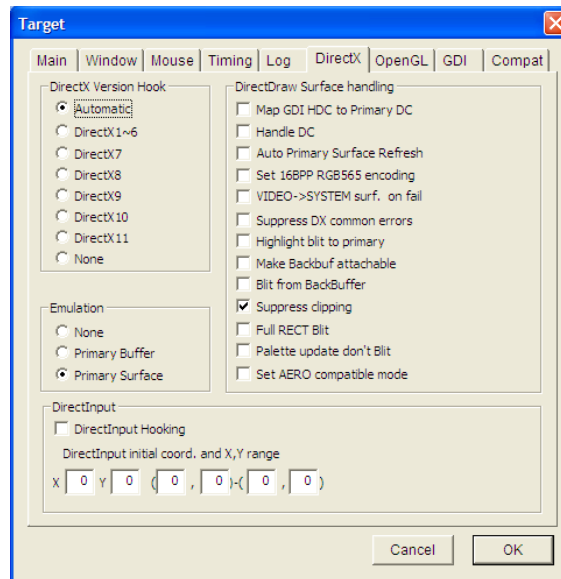 Target
Main Window Mouse Timing Log DirectX OpenGL GDI Compat
DirectX Version Hook
Automatic
DirectX1~6
DirectX7
DirectX8
DirectX9
DirectX10
DirectX11
None
DirectDraw Surface handling
Map GDI HDC to Primary DC
Handle DC
Auto Primary Surface Refresh
Set 16BPP RGB565 encoding
VIDEO->SYSTEM surf. on fail
Suppress DX common errors
Highlight blit to primary
Make Backbuf attachable
Blit from BackBuffer
Suppress clipping
Full RECT Blit
Palette update don't Blit
Set AERO compatible mode
Emulation
None
Primary Buffer
Primary Surface
DirectInput
DirectInput Hooking
DirectInput initial coord. and X,Y range
X 0 Y 0 ( 0 , 0 )-( 0 , 0 )
Cancel OK